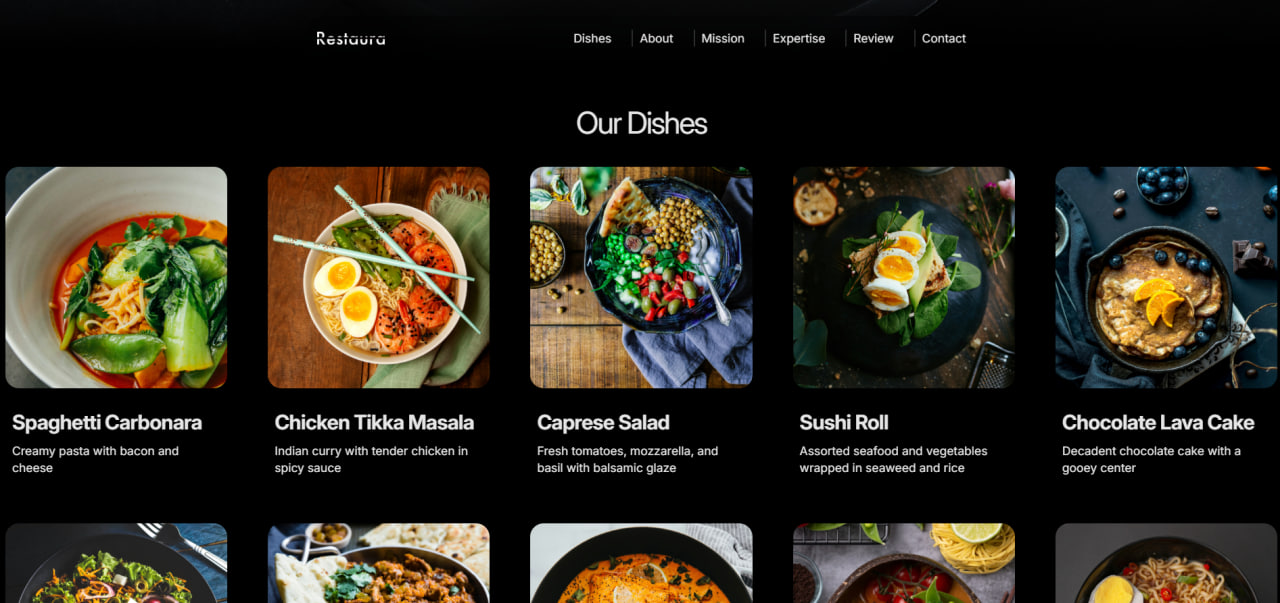 Restaura
Dishes
About
Mission
Expertise
Review
Contact
Our Dishes
Spaghetti Carbonara
Creamy pasta with bacon and
cheese
Chicken Tikka Masala
Indian curry with tender chicken in
spicy sauce
Caprese Salad
Fresh tomatoes, mozzarella, and
basil with balsamic glaze
Sushi Roll
Assorted seafood and vegetables
wrapped in seaweed and rice
Chocolate Lava Cake
Decadent chocolate cake with a
gooey center